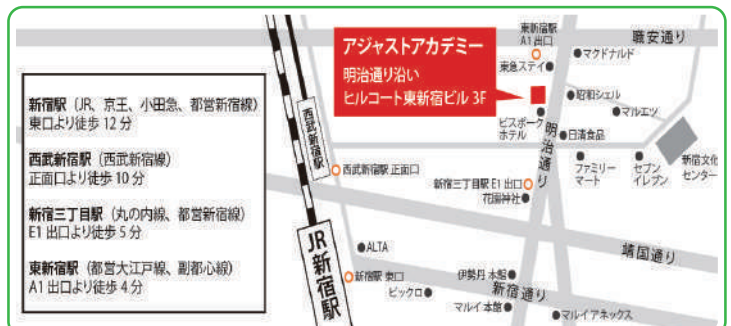 新宿駅（JR、京王、小田急、都営新宿線）
東口より徒歩 12 分
西武新宿駅（西武新宿線）
正面口より徒歩 10 分
新宿三丁目駅（丸の内線、都営新宿線）
E1 出口より徒歩 5 分
東新宿駅（都営大江戸線、副都心線）
A1 出口より徒歩 4 分
アジャストアカデミー
明治通り沿い
ヒルコート東新宿ビル 3F
東新宿駅
A1 出口
職安通り
マクドナルド
東急ステイ
昭和シェル
マルエツ
ビスポーク
ホテル
日清食品
明治通り
ファミリー
マート
セブン
イレブン
新宿文化
センター
西武新宿駅
西武新宿駅 正面口
新宿三丁目駅 E1 出口
花園神社
靖国通り
JR新宿駅
ALTA
新宿駅 東口
ビックロ
伊勢丹 本館
新宿通り
マルイ本館
マルイアネックス